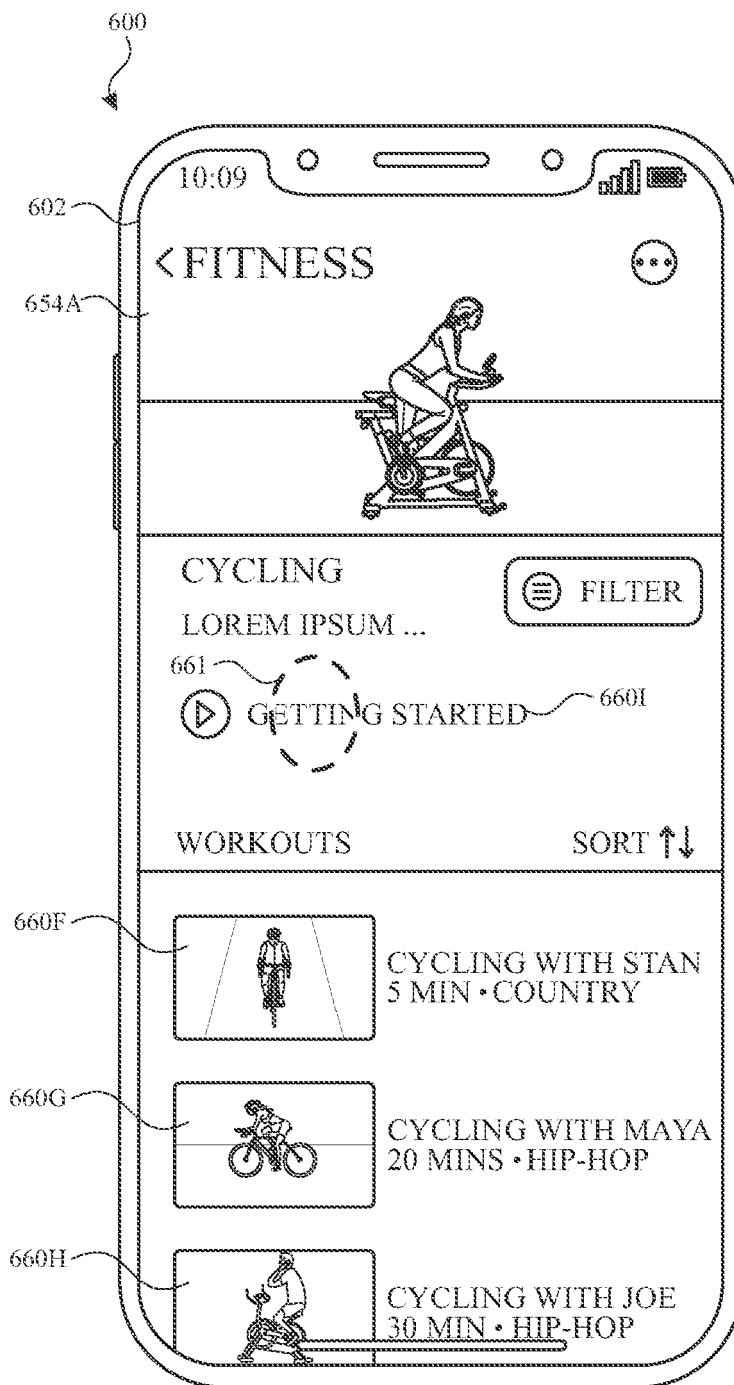 600
10:09
602
<FITNESS
654A
CYCLING
FILTER
LOREM IPSUM ...
661
GETTING STARTED
660I
WORKOUTS
SORT ↑↓
660F
CYCLING WITH STAN
5 MIN • COUNTRY
660G
CYCLING WITH MAYA
20 MINS • HIP-HOP
660H
CYCLING WITH JOE
30 MIN • HIP-HOP